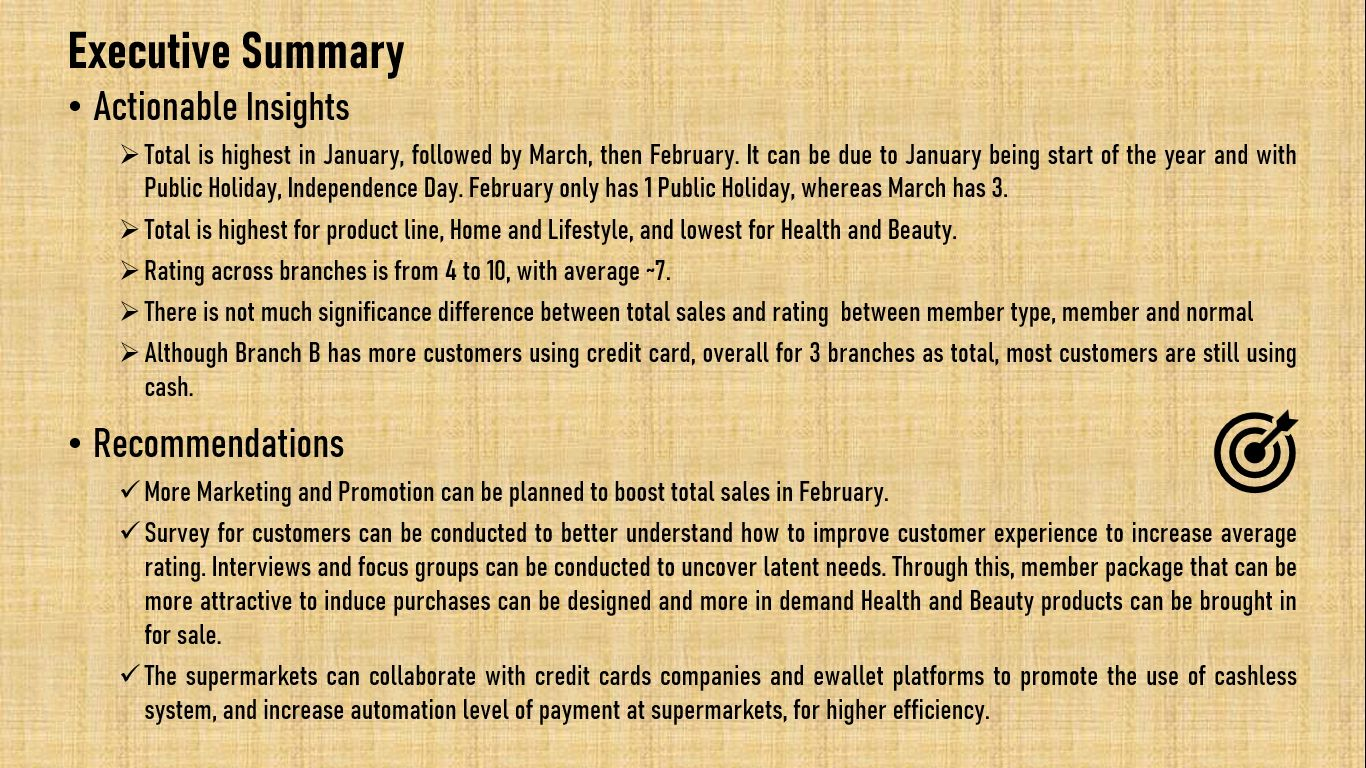 Executive Summary
• Actionable Insights
➢ Total is highest in January, followed by March, then February. It can be due to January being start of the year and with
Public Holiday, Independence Day. February only has 1 Public Holiday, whereas March has 3.
➢ Total is highest for product line, Home and Lifestyle, and lowest for Health and Beauty.
➢ Rating across branches is from 4 to 10, with average ~7.
➢ There is not much significance difference between total sales and rating  between member type, member and normal
➢ Although Branch B has more customers using credit card, overall for 3 branches as total, most customers are still using
cash.
• Recommendations
✓ More Marketing and Promotion can be planned to boost total sales in February.
✓ Survey for customers can be conducted to better understand how to improve customer experience to increase average
rating. Interviews and focus groups can be conducted to uncover latent needs. Through this, member package that can be
more attractive to induce purchases can be designed and more in demand Health and Beauty products can be brought in
for sale.
✓ The supermarkets can collaborate with credit cards companies and ewallet platforms to promote the use of cashless
system, and increase automation level of payment at supermarkets, for higher efficiency.